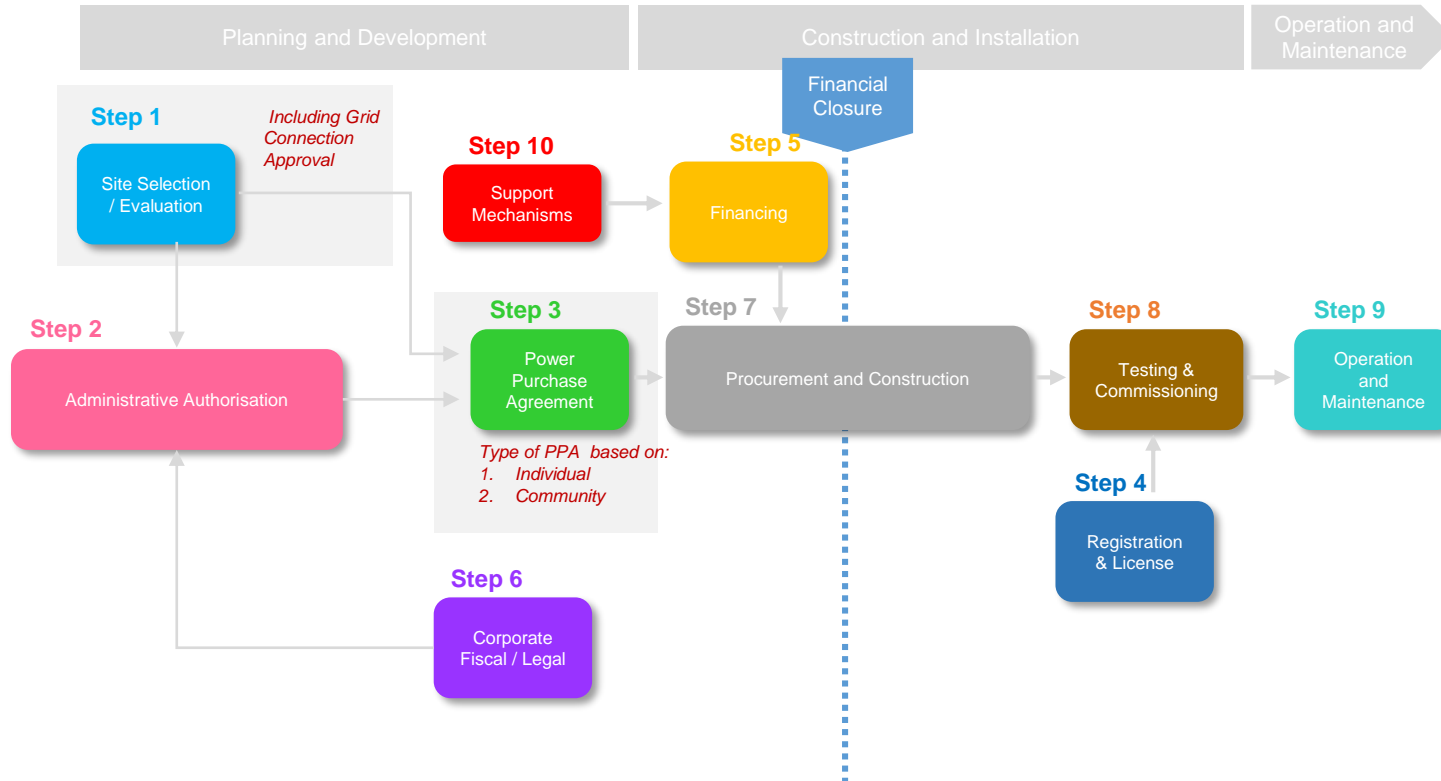 Planning and Development
Construction and Installation
Operation and
Maintenance
Financial
Closure
Step 1
Including Grid
Connection
Approval
Site Selection
/ Evaluation
Step 10
Support
Mechanisms
Step 5
Financing
Step 2
Administrative Authorisation
Step 3
Power
Purchase
Agreement
Type of PPA based on:
1. Individual
2. Community
Step 7
Procurement and Construction
Step 8
Testing &
Commissioning
Step 9
Operation
and
Maintenance
Step 4
Registration
& License
Step 6
Corporate
Fiscal / Legal